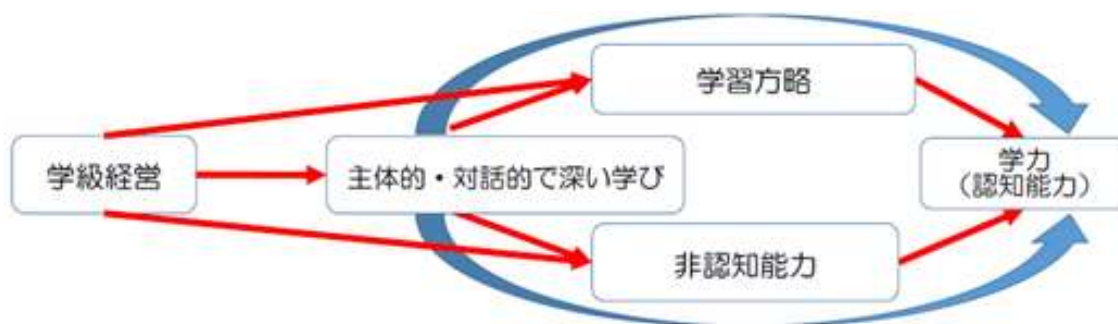 学習方略
学級経営
主体的・対話的で深い学び
学力
（認知能力）
非認知能力